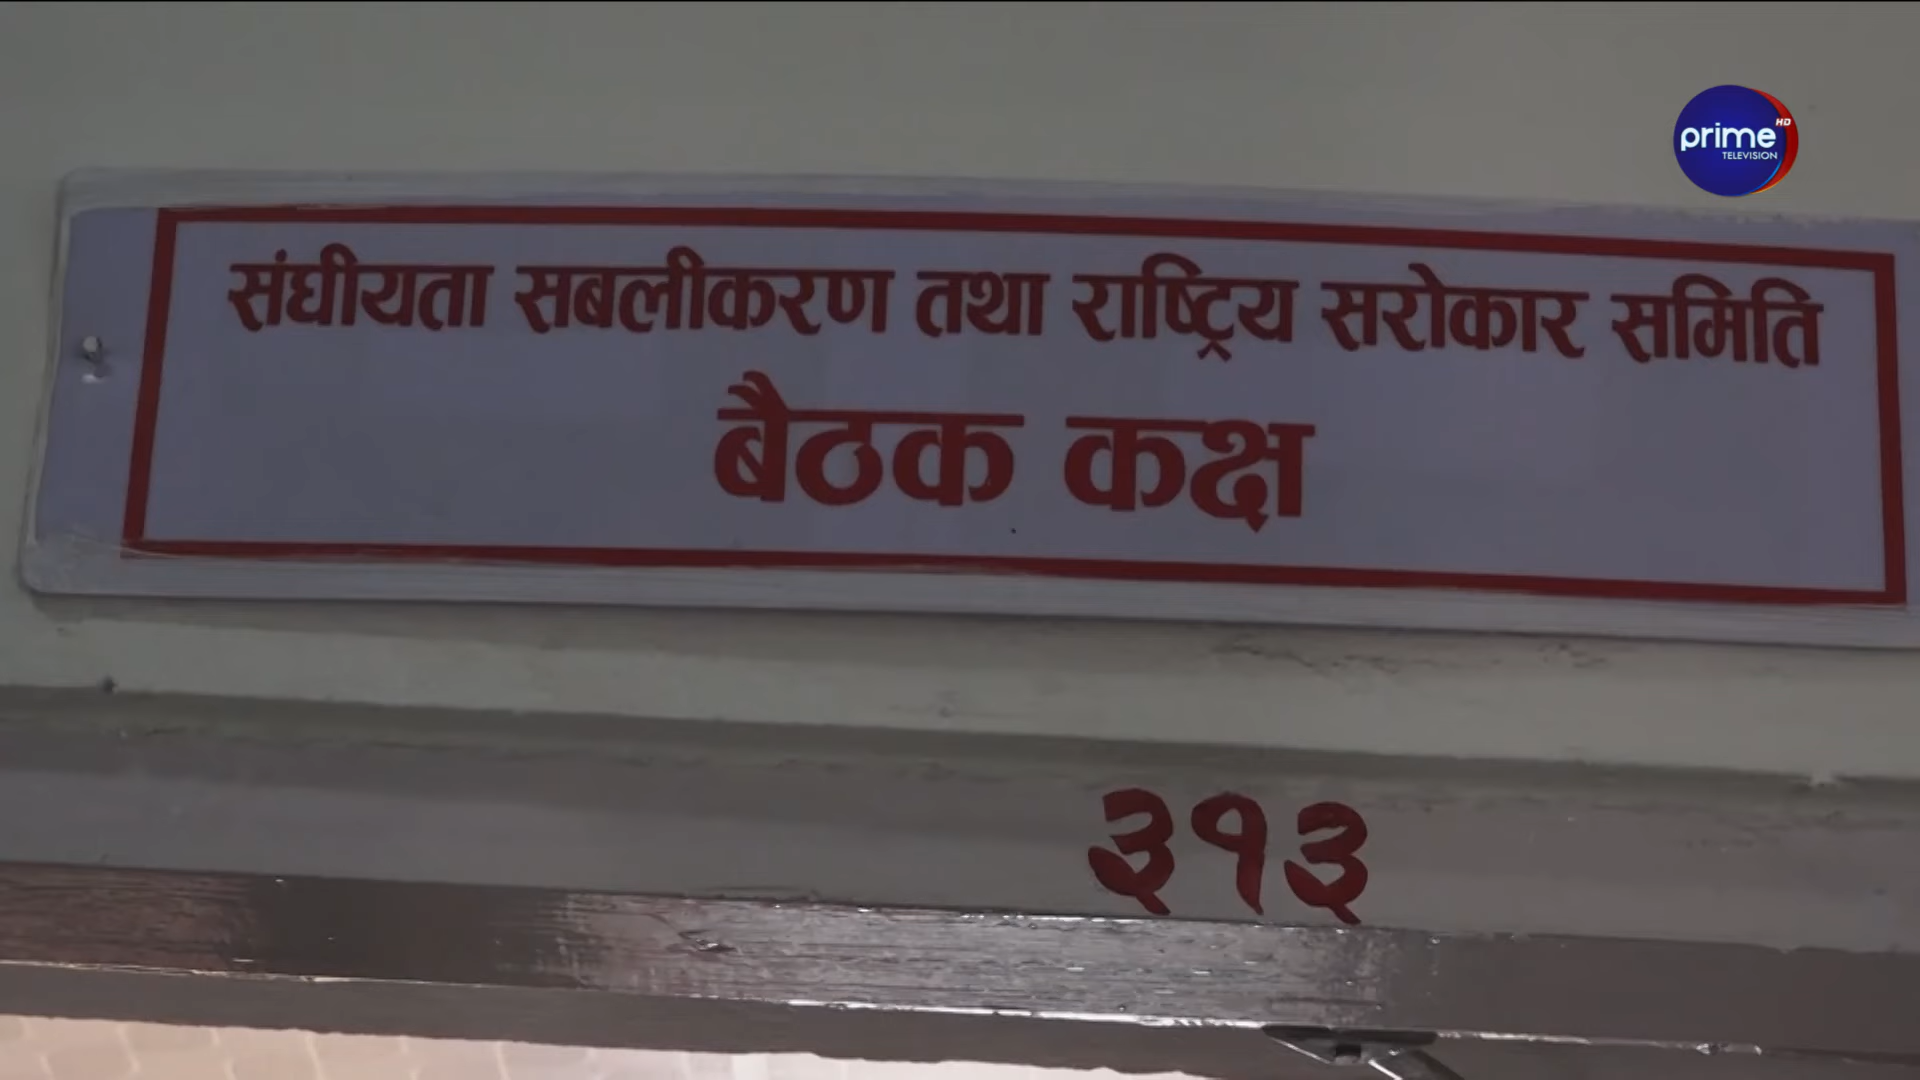 prime HD
TELEVISION
संघीयता सबलीकरण तथा राष्ट्रिय सरोकार समिति
बैठक कक्ष
३१३